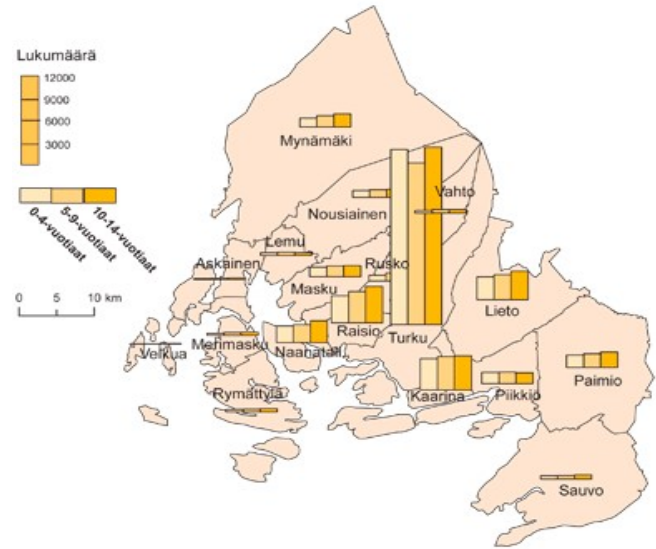 Lukumäärä
12000
9000
6000
3000
0-4-vuotiaat
5-9-vuotiaat
10-14-vuotiaat
0 5 10 km
Mynämäki
Vahto
Nousiainen
Lemu
Askainen
Rusko
Masku
Lieto
Raisio
Turku
Velkua
Merimasku
Naantali
Paimio
Rymättylä
Kaarina
Piikkiö
Sauvo